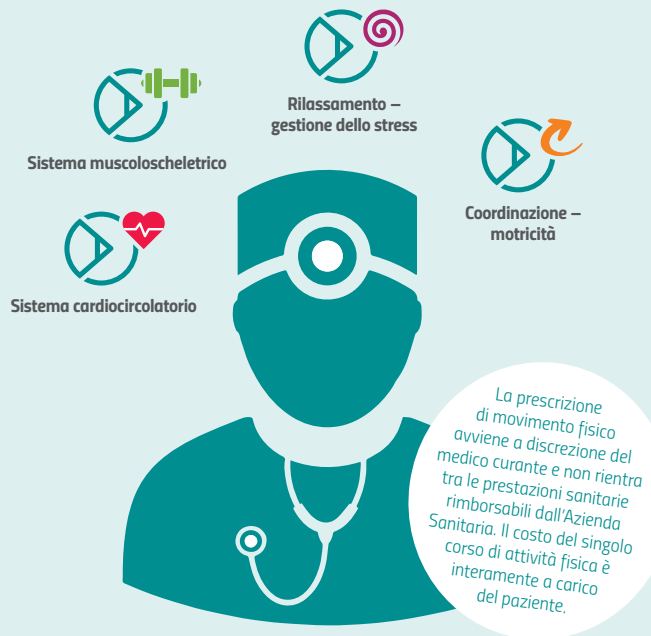 Rilassamento –
gestione dello stress
Sistema muscoloscheletrico
Coordinazione –
motricità
Sistema cardiocircolatorio
La prescrizione
di movimento fisico
avviene a discrezione del
medico curante e non rientra
tra le prestazioni sanitarie
rimborsabili dall'Azienda
Sanitaria. Il costo del singolo
corso di attività fisica è
interamente a carico
del paziente.